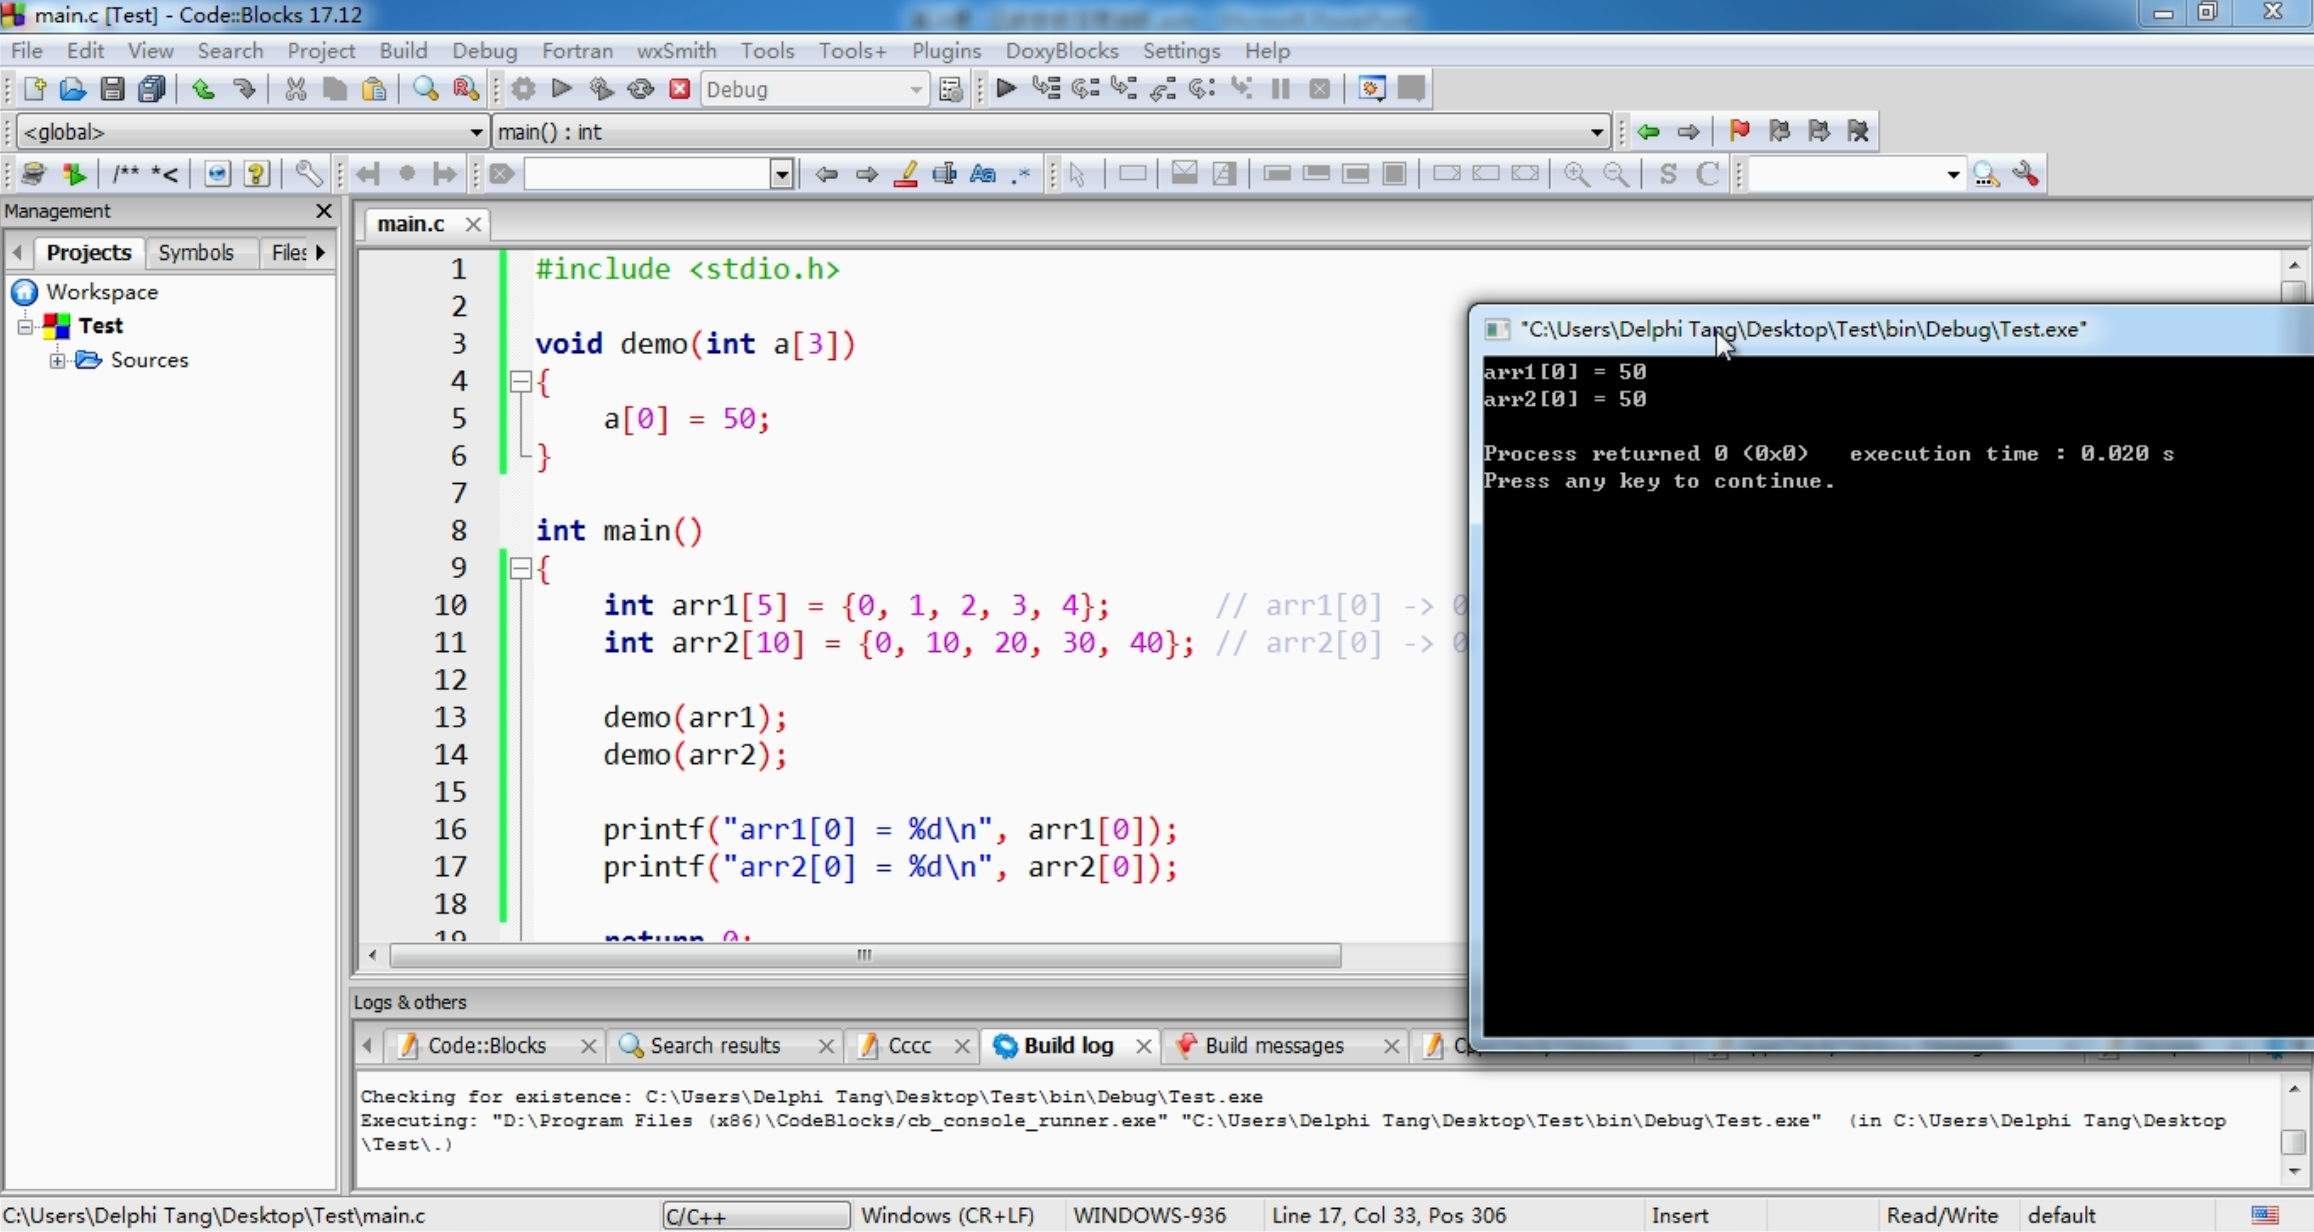 main.c [Test] - Code::Blocks 17.12
File Edit View Search Project Build Debug Fortran wxSmith Tools Tools+ Plugins DoxyBlocks Settings Help
Debug
<global> main() : int
/** *<
S C
Management
main.c
Projects Symbols Files
Workspace
Test
Sources
1 #include <stdio.h>
2
3 void demo(int a[3])
4 {
5 a[0] = 50;
6 }
7
8 int main()
9 {
10 int arr1[5] = {0, 1, 2, 3, 4}; // arr1[0] -> 0
11 int arr2[10] = {0, 10, 20, 30, 40}; // arr2[0] -> 0
12
13 demo(arr1);
14 demo(arr2);
15
16 printf("arr1[0] = %d\n", arr1[0]);
17 printf("arr2[0] = %d\n", arr2[0]);
18
19 return 0;
"C:\Users\Delphi Tang\Desktop\Test\bin\Debug\Test.exe"
arr1[0] = 50
arr2[0] = 50
Process returned 0 (0x0) execution time : 0.020 s
Press any key to continue.
Logs & others
Code::Blocks Search results Cccc Build log Build messages
Checking for existence: C:\Users\Delphi Tang\Desktop\Test\bin\Debug\Test.exe
Executing: "D:\Program Files (x86)\CodeBlocks/cb_console_runner.exe" "C:\Users\Delphi Tang\Desktop\Test\bin\Debug\Test.exe" (in C:\Users\Delphi Tang\Desktop
\Test\.)
C:\Users\Delphi Tang\Desktop\Test\main.c C/C++ Windows (CR+LF) WINDOWS-936 Line 17, Col 33, Pos 306 Insert Read/Write default